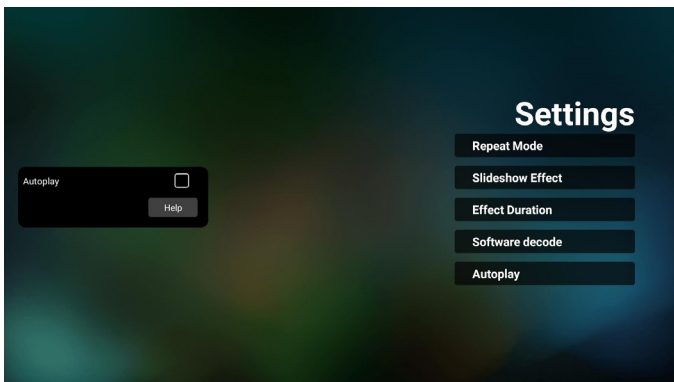 Settings
Repeat Mode
Slideshow Effect
Effect Duration
Software decode
Autoplay
Autoplay
Help